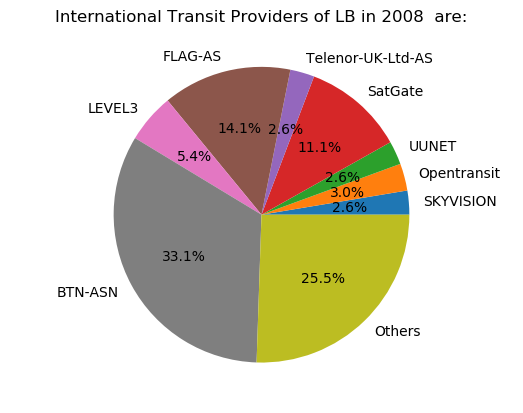 International Transit Providers of LB in 2008  are:
FLAG-AS
Telenor-UK-Ltd-AS
SatGate
LEVEL3
UUNET
Opentransit
SKYVISION
BTN-ASN
Others
14.1%
2.6%
11.1%
5.4%
2.6%
3.0%
2.6%
33.1%
25.5%